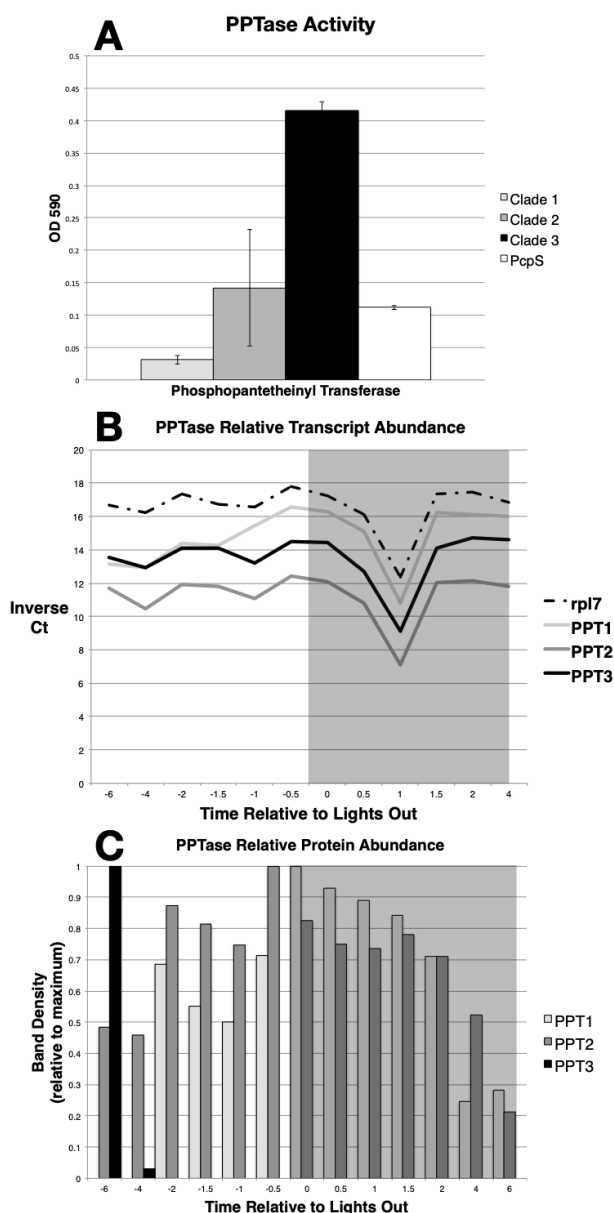 A
PPTase Activity
0.5
0.45
0.4
0.35
0.3
0.25
0.2
0.15
0.1
0.05
0
OD 590
Clade 1
Clade 2
Clade 3
PcpS
Phosphopantetheinyl Transferase
B
PPTase Relative Transcript Abundance
20
18
16
14
12
10
8
6
4
2
0
Inverse
Ct
rpl7
PPT1
PPT2
PPT3
-6 -4 -2 -1.5 -1 -0.5 0 0.5 1 1.5 2 4
Time Relative to Lights Out
C
PPTase Relative Protein Abundance
1
0.9
0.8
0.7
0.6
0.5
0.4
0.3
0.2
0.1
0
Band Density
(relative to maximum)
PPT1
PPT2
PPT3
-6 -4 -2 -1.5 -1 -0.5 0 0.5 1 1.5 2 4 6
Time Relative to Lights Out